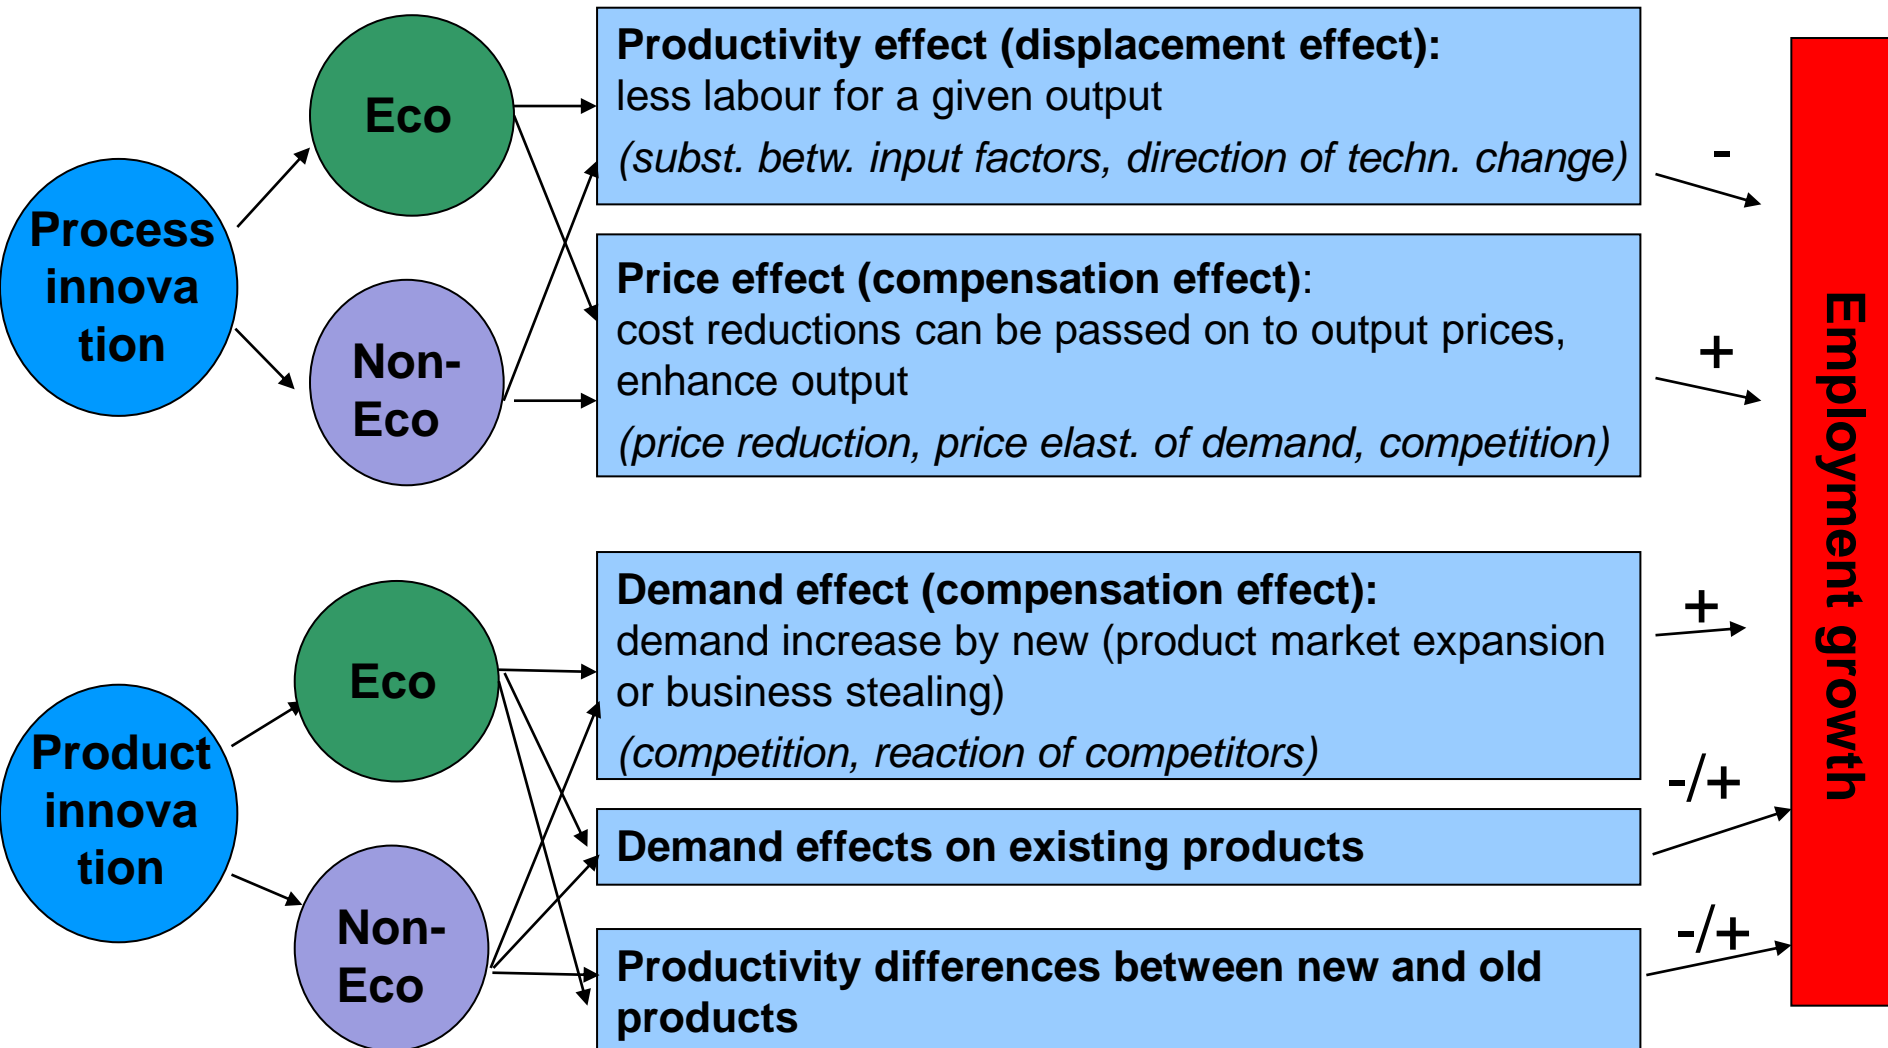 Process
innova
tion
Eco
Non-
Eco
Productivity effect (displacement effect):
less labour for a given output
(subst. betw. input factors, direction of techn. change)
-
Price effect (compensation effect):
cost reductions can be passed on to output prices,
enhance output
(price reduction, price elast. of demand, competition)
+
Product
innova
tion
Eco
Non-
Eco
Demand effect (compensation effect):
demand increase by new (product market expansion
or business stealing)
(competition, reaction of competitors)
+
Demand effects on existing products
-/+
Productivity differences between new and old
products
-/+
Employment growth